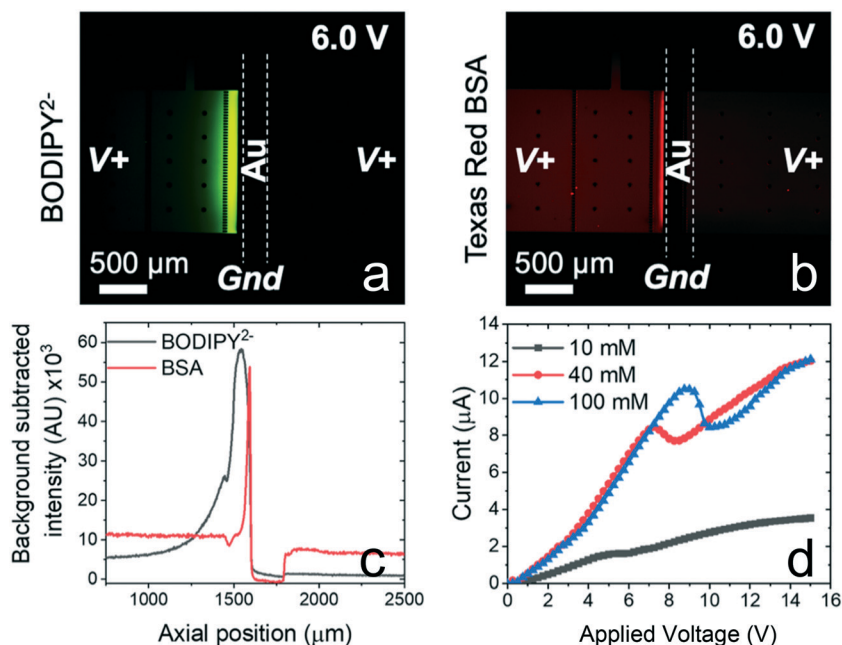 6.0 V
BODIPY²⁻
V+
Au
V+
500 µm
Gnd
a
6.0 V
Texas Red BSA
V+
Au
V+
500 µm
Gnd
b
Background subtracted
intensity (AU) x10³
60
50
40
30
20
10
0
BODIPY²⁻
BSA
c
750 1000 1500 2000 2500
Axial position (µm)
Current (µA)
14
12
10
8
6
4
2
0
10 mM
40 mM
100 mM
d
0 2 4 6 8 10 12 14 16
Applied Voltage (V)